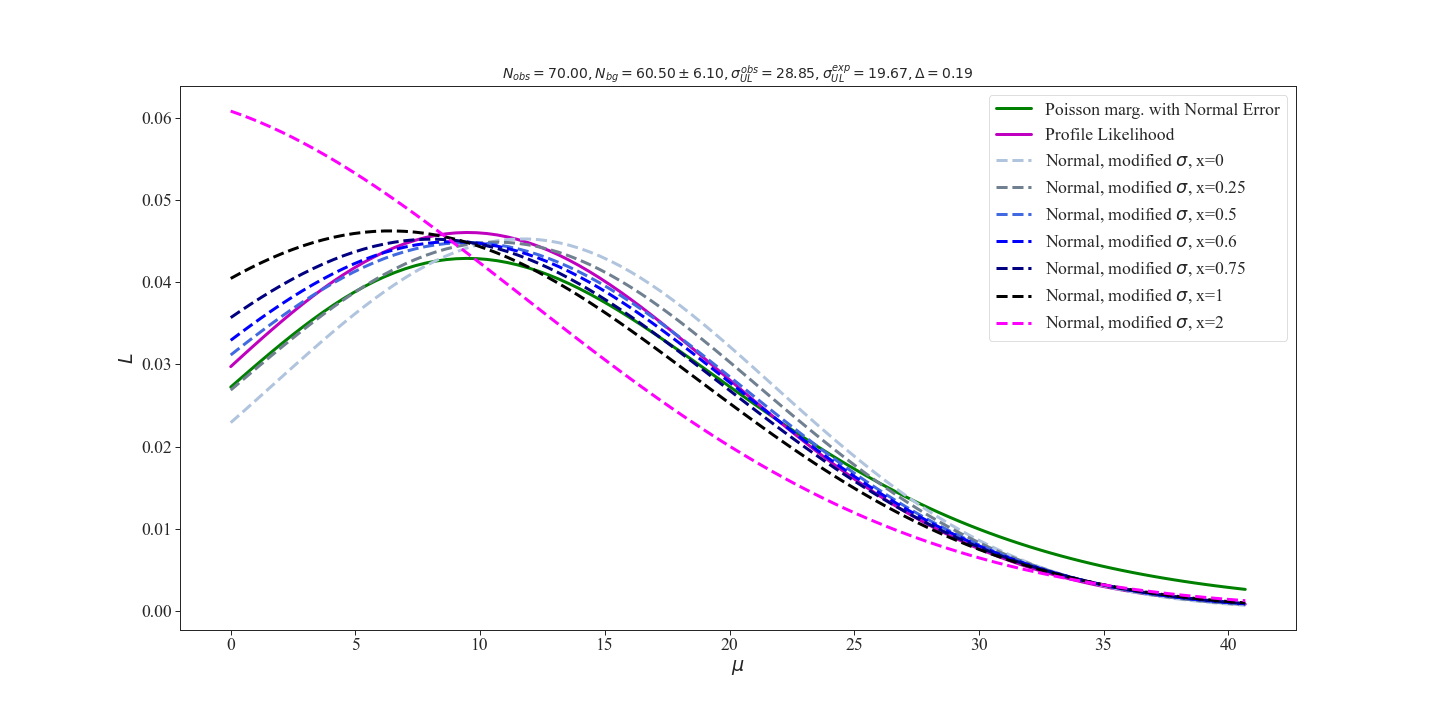 N_obs = 70.00, N_bg = 60.50 ± 6.10, σ_UL^obs = 28.85, σ_UL^exp = 19.67, Δ = 0.19
Poisson marg. with Normal Error
Profile Likelihood
Normal, modified σ, x=0
Normal, modified σ, x=0.25
Normal, modified σ, x=0.5
Normal, modified σ, x=0.6
Normal, modified σ, x=0.75
Normal, modified σ, x=1
Normal, modified σ, x=2
0.06
0.05
0.04
0.03
0.02
0.01
0.00
L
0 5 10 15 20 25 30 35 40
μ